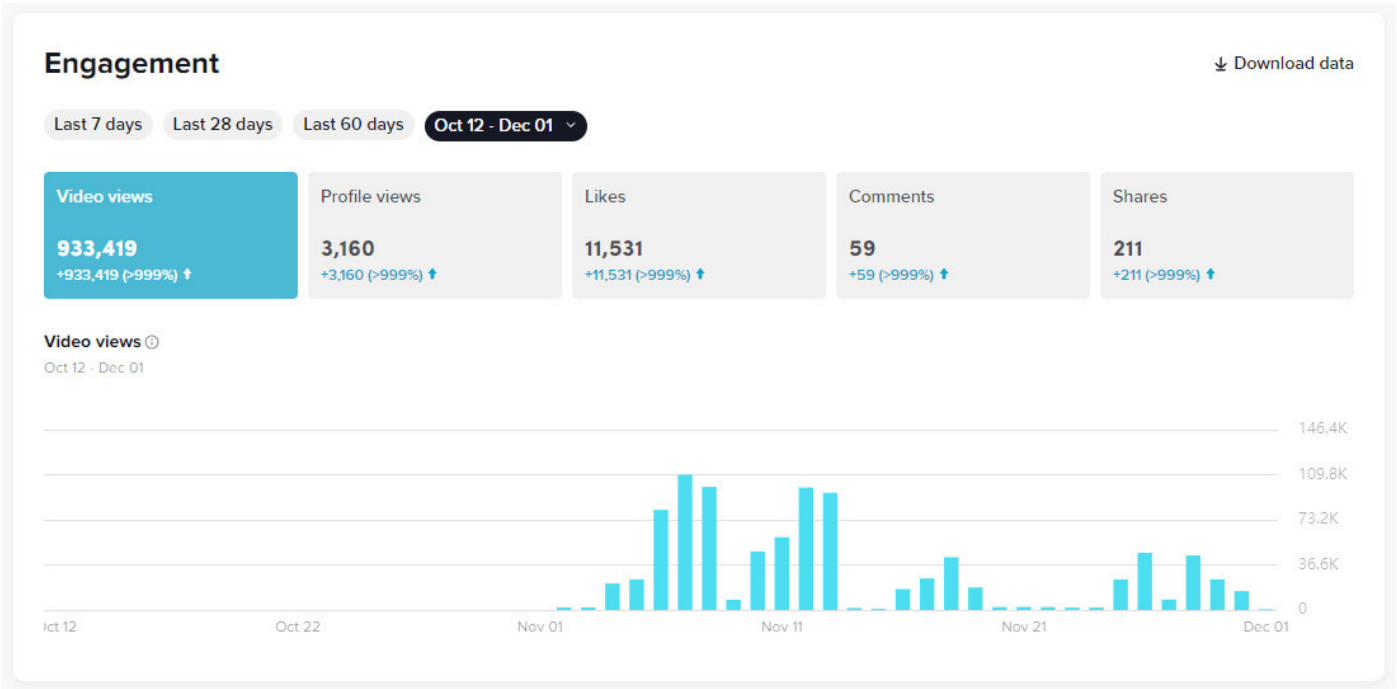 Engagement
Download data
Last 7 days Last 28 days Last 60 days Oct 12 - Dec 01
Video views Profile views Likes Comments Shares
933,419 3,160 11,531 59 211
+933,419 (>999%) +3,160 (>999%) +11,531 (>999%) +59 (>999%) +211 (>999%)
Video views
Oct 12 - Dec 01
146.4K
109.8K
73.2K
36.6K
0
ct 12 Oct 22 Nov 01 Nov 11 Nov 21 Dec 01